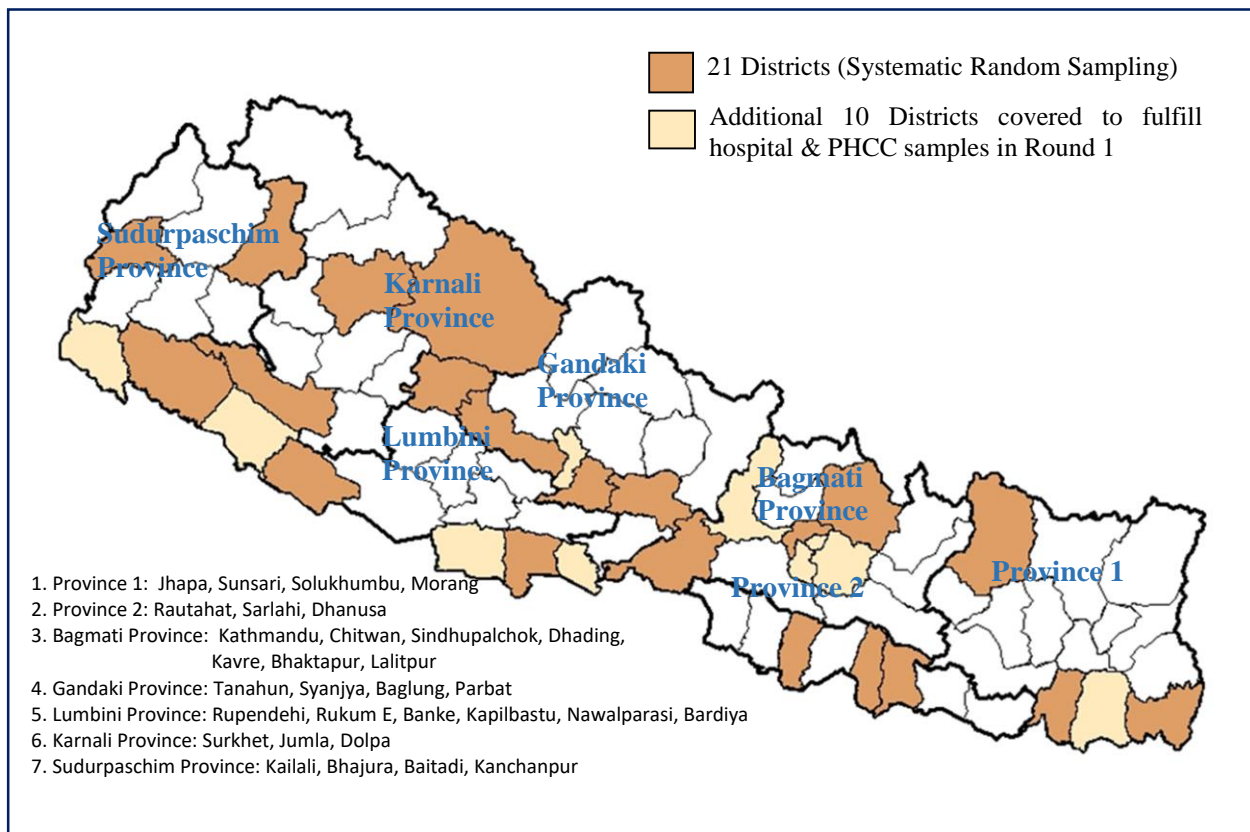 21 Districts (Systematic Random Sampling)
Additional 10 Districts covered to fulfill
hospital & PHCC samples in Round 1
Sudurpaschim
Province
Karnali
Province
Gandaki
Province
Lumbini
Province
Bagmati
Province
Province 1
Province 2
1. Province 1: Jhapa, Sunsari, Solukhumbu, Morang
2. Province 2: Rautahat, Sarlahi, Dhanusa
3. Bagmati Province: Kathmandu, Chitwan, Sindhupalchok, Dhading,
Kavre, Bhaktapur, Lalitpur
4. Gandaki Province: Tanahun, Syanjya, Baglung, Parbat
5. Lumbini Province: Rupendehi, Rukum E, Banke, Kapilbastu, Nawalparasi, Bardiya
6. Karnali Province: Surkhet, Jumla, Dolpa
7. Sudurpaschim Province: Kailali, Bhajura, Baitadi, Kanchanpur